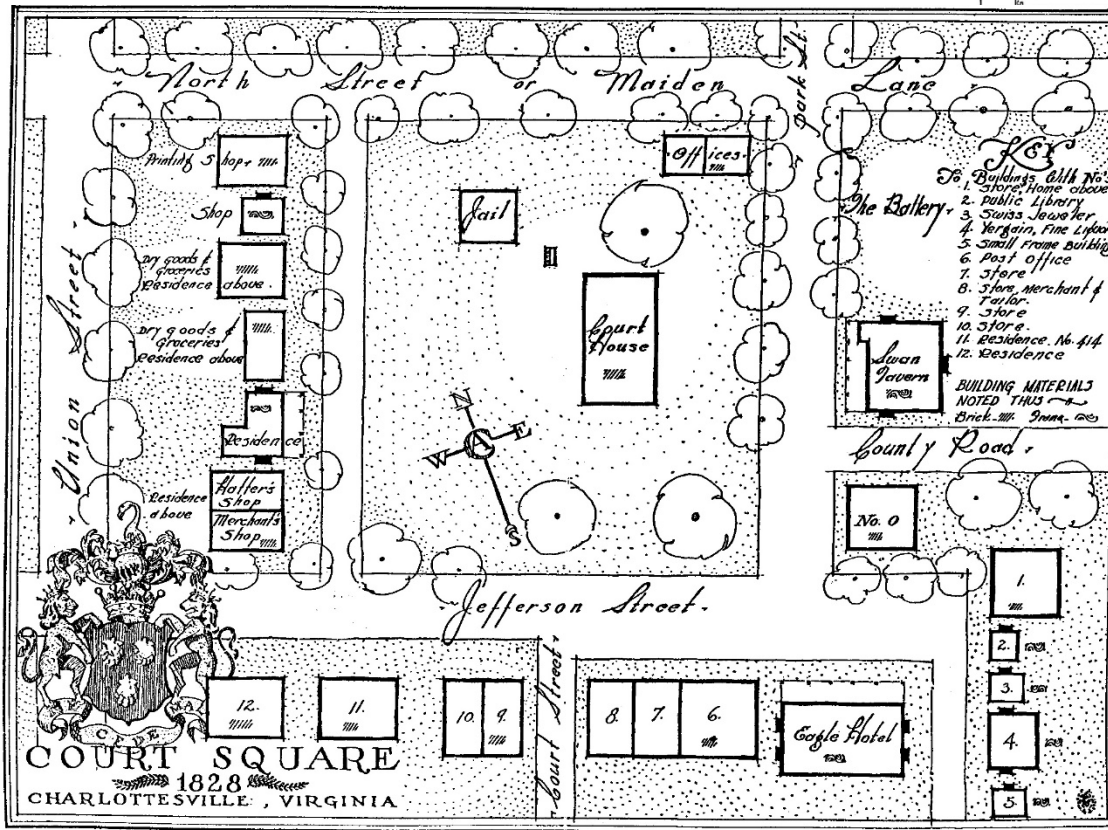 North Street or Maiden Lane
Park St.
Union Street
Printing Shop
Shop
Dry goods &
Groceries
Residence above.
Dry goods &
Groceries
Residence above
Residence
Residence
above
Hatter's
Shop
Merchant's
Shop
Jail
Offices
Court
House
N
E
A
W
S
The Battery
KEY
To Buildings With No's
1. Store, Home above
2. Public Library
3. Swiss Jeweler
4. Yergain, Fine Liquor
5. Small Frame Building
6. Post Office
7. Store
8. Store, Merchant &
Tailor.
9. Store
10. Store.
11. Residence. No. 414
12. Residence
BUILDING MATERIALS
NOTED THUS
Brick
Swan
Tavern
County Road
No. 0
Jefferson Street
Court Street
1.
2.
3.
4.
5.
12.
11.
10.
9.
8.
7.
6.
Eagle Hotel
COURT SQUARE
1828
CHARLOTTESVILLE, VIRGINIA